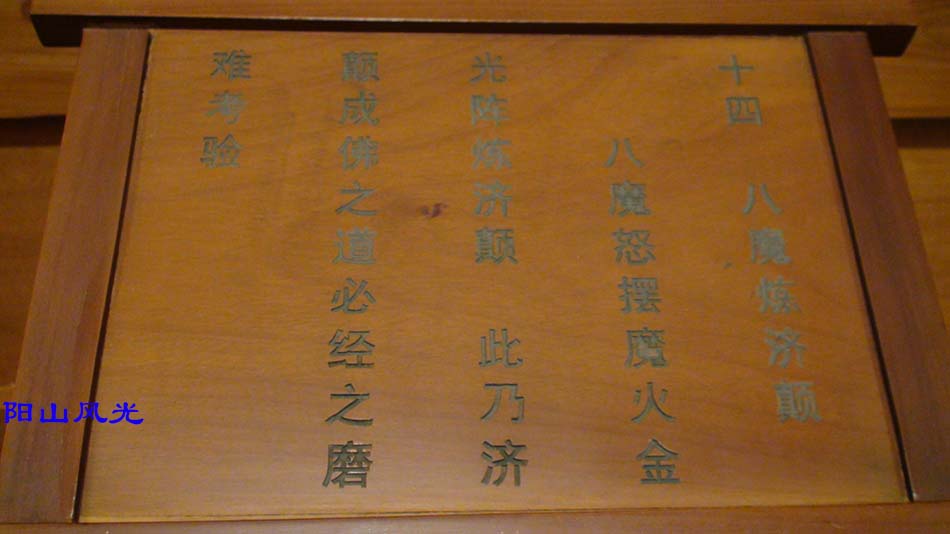 十四 八魔炼济颠
八魔怒摆魔火金
光阵炼济颠 此乃济
颠成佛之道必经之磨
难考验
阳山风光